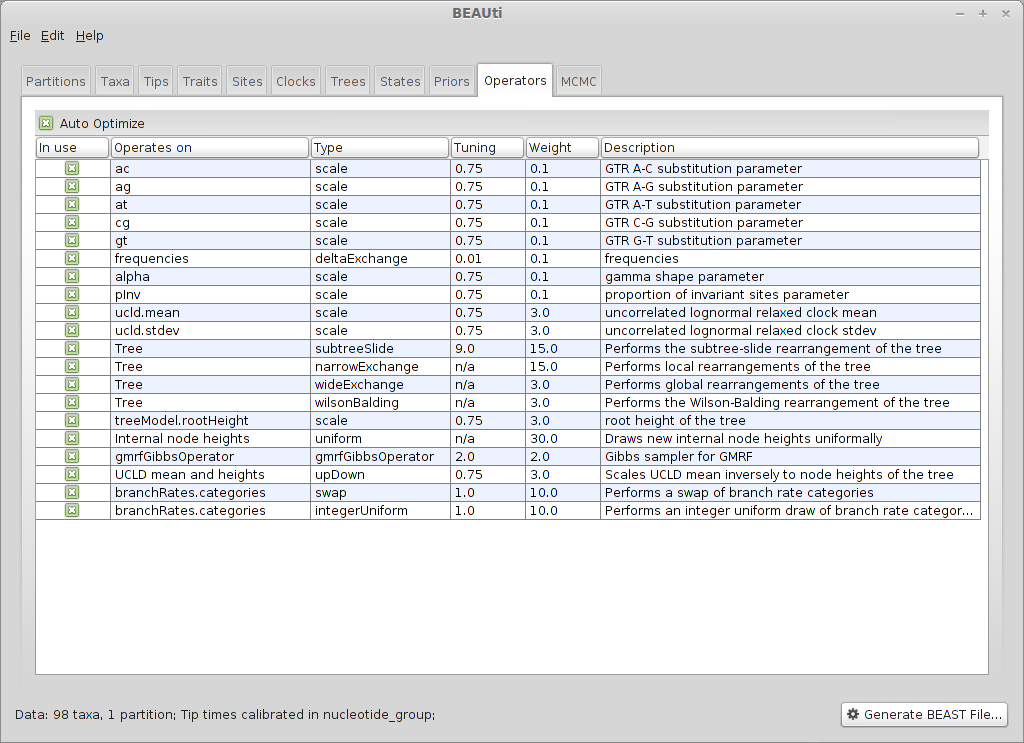 BEAUti
File Edit Help
Partitions Taxa Tips Traits Sites Clocks Trees States Priors Operators MCMC
Auto Optimize
In use Operates on Type Tuning Weight Description
ac scale 0.75 0.1 GTR A-C substitution parameter
ag scale 0.75 0.1 GTR A-G substitution parameter
at scale 0.75 0.1 GTR A-T substitution parameter
cg scale 0.75 0.1 GTR C-G substitution parameter
gt scale 0.75 0.1 GTR G-T substitution parameter
frequencies deltaExchange 0.01 0.1 frequencies
alpha scale 0.75 0.1 gamma shape parameter
pInv scale 0.75 0.1 proportion of invariant sites parameter
ucld.mean scale 0.75 3.0 uncorrelated lognormal relaxed clock mean
ucld.stdev scale 0.75 3.0 uncorrelated lognormal relaxed clock stdev
Tree subtreeSlide 9.0 15.0 Performs the subtree-slide rearrangement of the tree
Tree narrowExchange n/a 15.0 Performs local rearrangements of the tree
Tree wideExchange n/a 3.0 Performs global rearrangements of the tree
Tree wilsonBalding n/a 3.0 Performs the Wilson-Balding rearrangement of the tree
treeModel.rootHeight scale 0.75 3.0 root height of the tree
Internal node heights uniform n/a 30.0 Draws new internal node heights uniformally
gmrfGibbsOperator gmrfGibbsOperator 2.0 2.0 Gibbs sampler for GMRF
UCLD mean and heights upDown 0.75 3.0 Scales UCLD mean inversely to node heights of the tree
branchRates.categories swap 1.0 10.0 Performs a swap of branch rate categories
branchRates.categories integerUniform 1.0 10.0 Performs an integer uniform draw of branch rate categor...
Data: 98 taxa, 1 partition; Tip times calibrated in nucleotide_group; Generate BEAST File...